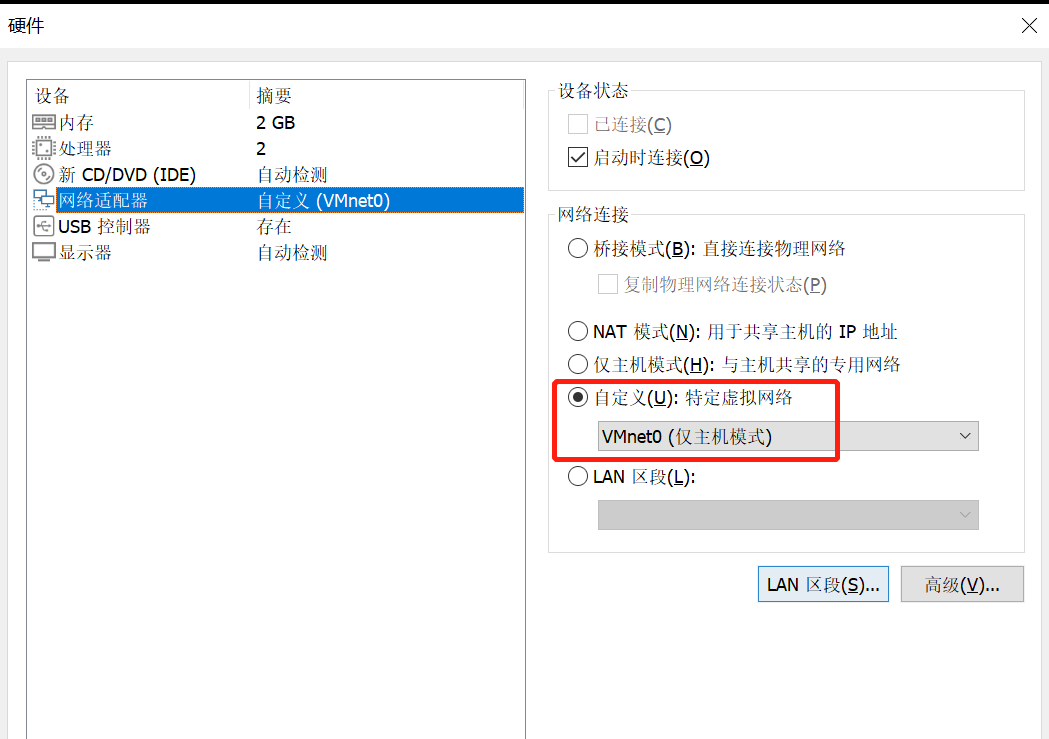 硬件
设备 摘要
内存 2 GB
处理器 2
新 CD/DVD (IDE) 自动检测
网络适配器 自定义 (VMnet0)
USB 控制器 存在
显示器 自动检测
设备状态
已连接(C)
启动时连接(O)
网络连接
桥接模式(B): 直接连接物理网络
复制物理网络连接状态(P)
NAT 模式(N): 用于共享主机的 IP 地址
仅主机模式(H): 与主机共享的专用网络
自定义(U): 特定虚拟网络
VMnet0 (仅主机模式)
LAN 区段(L):
LAN 区段(S)... 高级(V)...